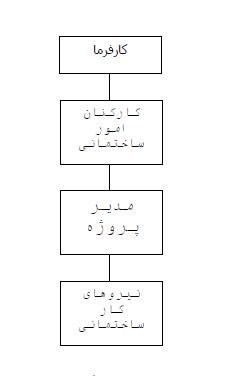 کارفرما
کارکنان
امور
ساختمانی
مدیر
پروژه
نیروهای
کار
ساختمانی